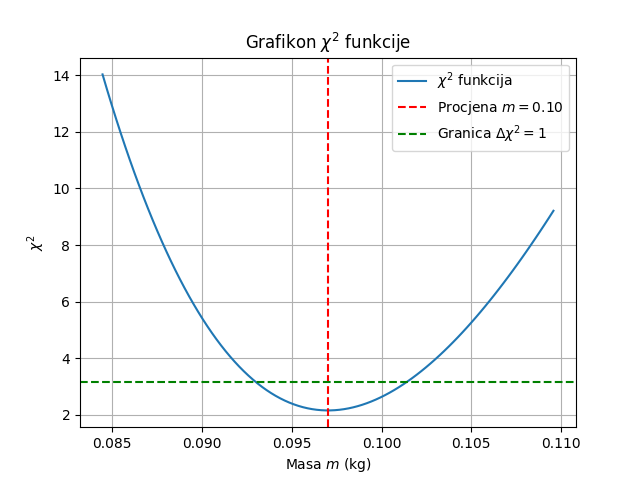 Grafikon χ² funkcije
χ² funkcija
Procjena m = 0.10
Granica Δχ² = 1
14
12
10
8
6
4
2
χ²
0.085 0.090 0.095 0.100 0.105 0.110
Masa m (kg)